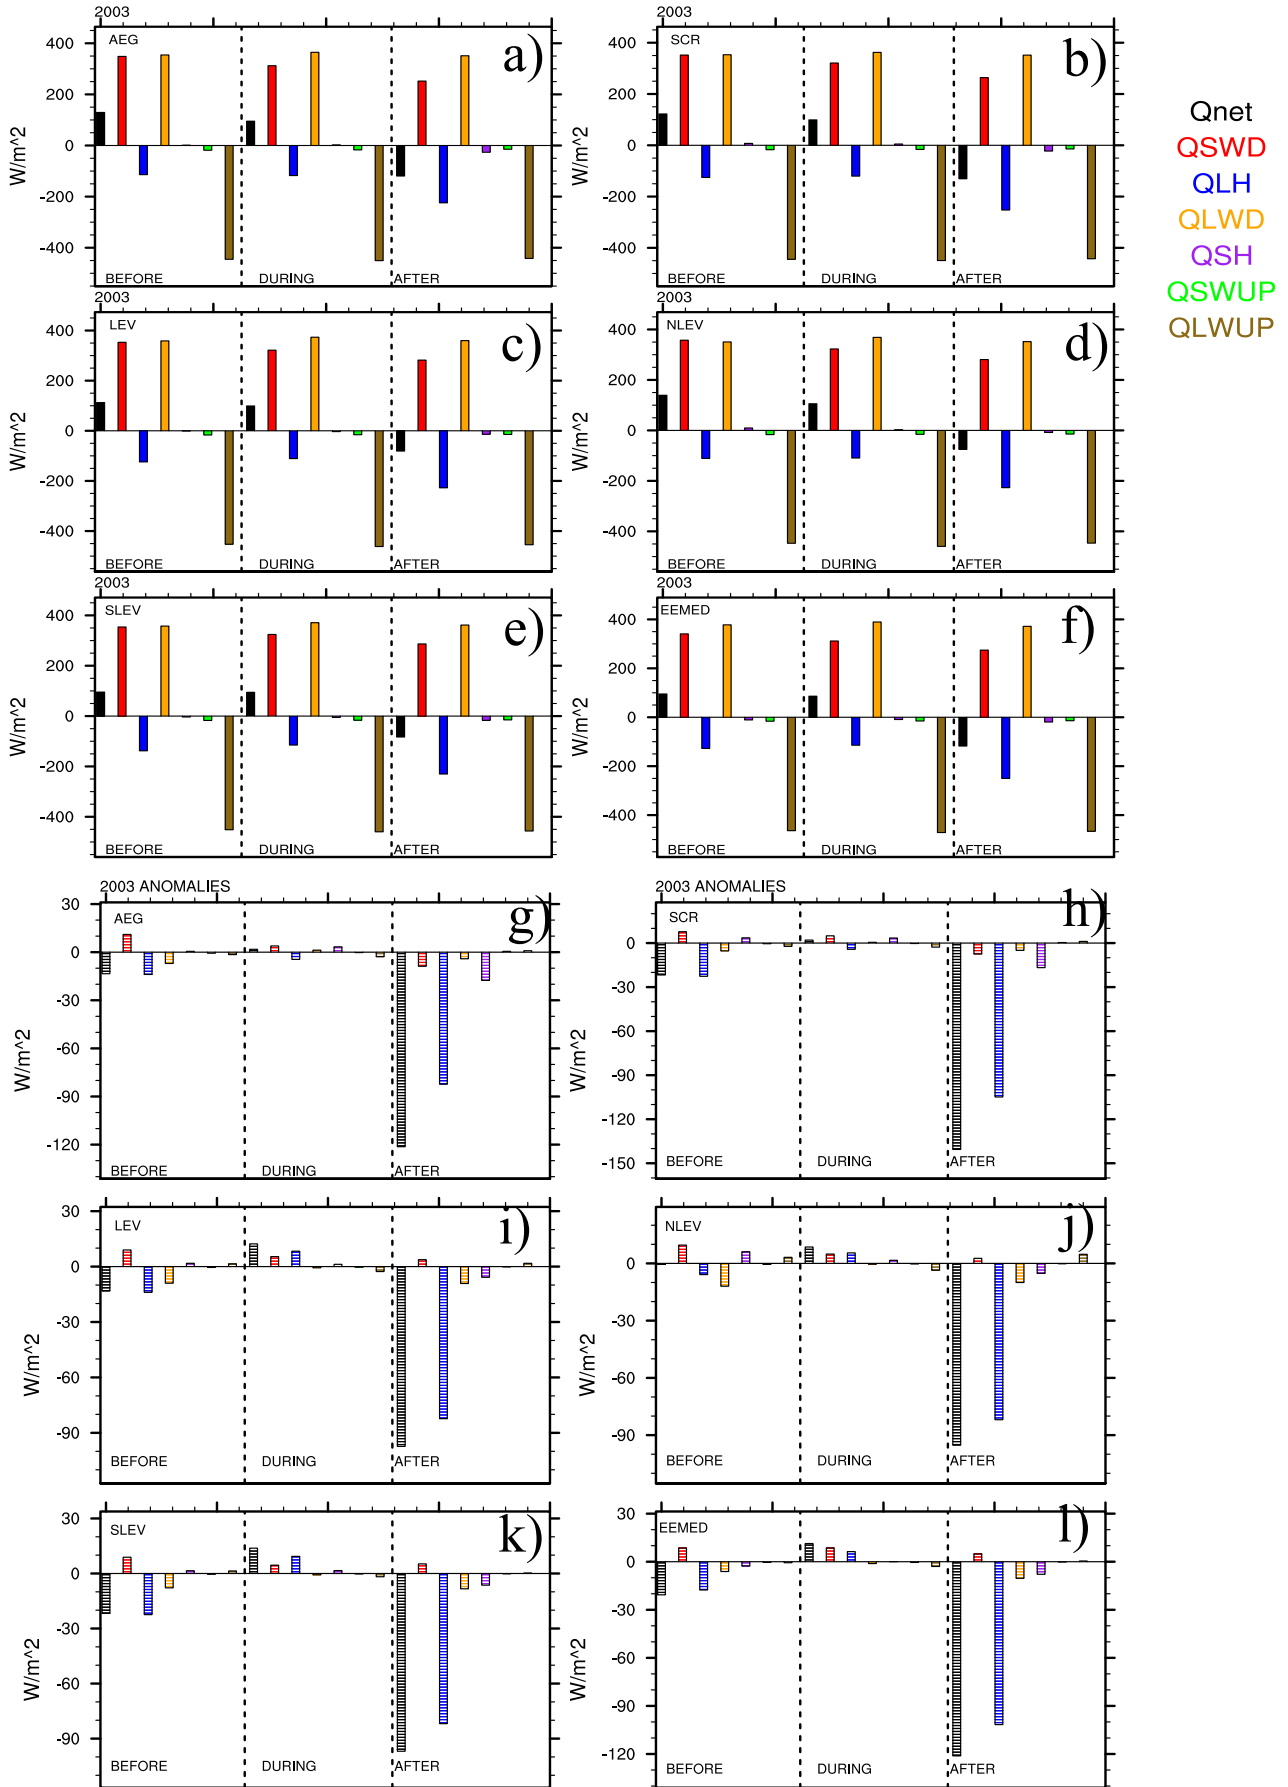 2003
AEG
a)
400
200
0
-200
-400
W/m^2
BEFORE
DURING
AFTER
2003
SCR
b)
400
200
0
-200
-400
W/m^2
BEFORE
DURING
AFTER
Qnet
QSWD
QLH
QLWD
QSH
QSWUP
QLWUP
2003
LEV
c)
400
200
0
-200
-400
W/m^2
BEFORE
DURING
AFTER
2003
NLEV
d)
400
200
0
-200
-400
W/m^2
BEFORE
DURING
AFTER
2003
SLEV
e)
400
200
0
-200
-400
W/m^2
BEFORE
DURING
AFTER
2003
EEMED
f)
400
200
0
-200
-400
W/m^2
BEFORE
DURING
AFTER
2003 ANOMALIES
AEG
g)
30
0
-30
-60
-90
-120
W/m^2
BEFORE
DURING
AFTER
2003 ANOMALIES
SCR
h)
0
-30
-60
-90
-120
-150
W/m^2
BEFORE
DURING
AFTER
LEV
i)
30
0
-30
-60
-90
W/m^2
BEFORE
DURING
AFTER
NLEV
j)
30
0
-30
-60
-90
W/m^2
BEFORE
DURING
AFTER
SLEV
k)
30
0
-30
-60
-90
W/m^2
BEFORE
DURING
AFTER
EEMED
l)
30
0
-30
-60
-90
-120
W/m^2
BEFORE
DURING
AFTER